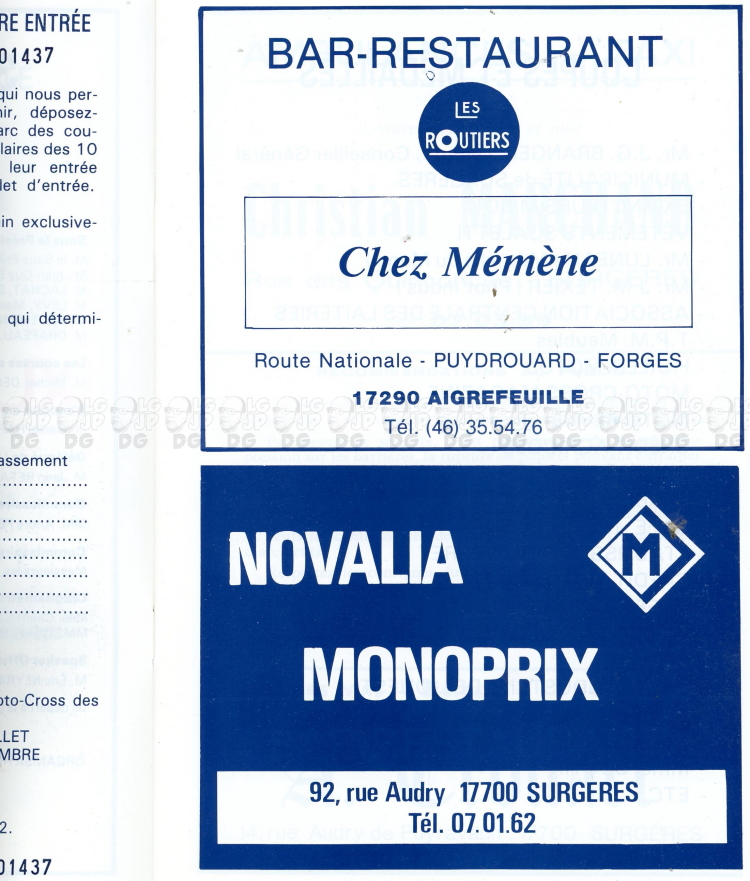 RE ENTRÉE
01437
qui nous per-
nir, déposez-
arc des cou-
laires des 10
leur entrée
let d'entrée.
in exclusive-
qui détermi-
assement
oto-Cross des
LLET
MBRE
2.
01437
BAR-RESTAURANT
LES
ROUTIERS
Chez Mémène
Route Nationale - PUYDROUARD - FORGES
17290 AIGREFEUILLE
Tél. (46) 35.54.76
NOVALIA
M
MONOPRIX
92, rue Audry 17700 SURGERES
Tél. 07.01.62
LG JP DG